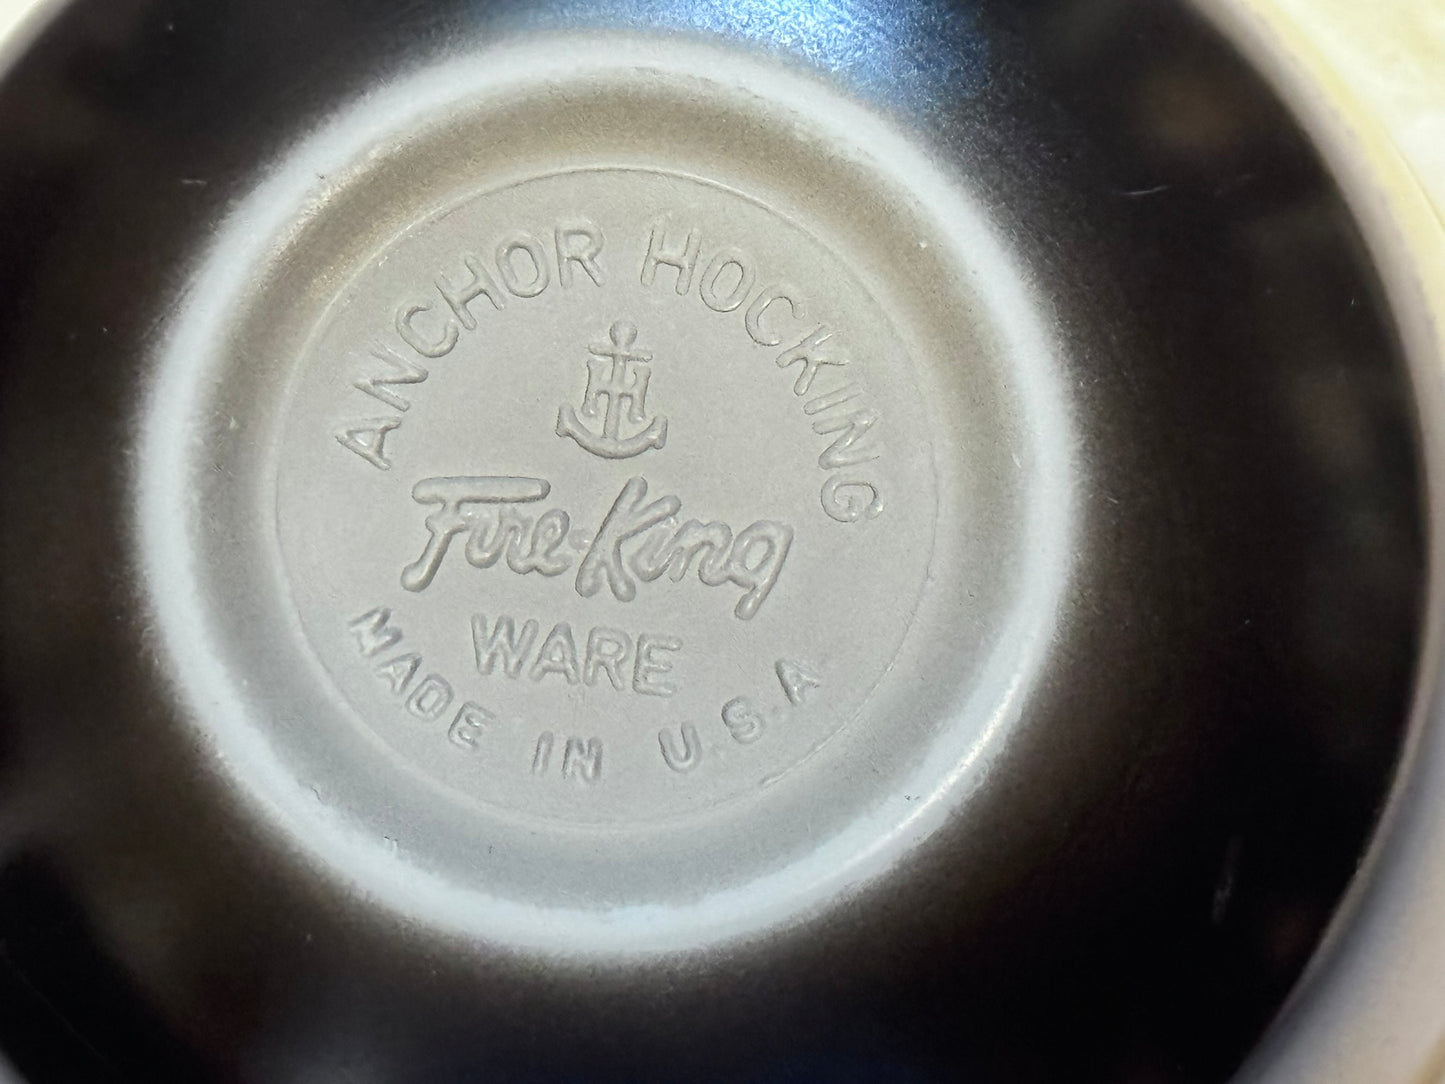 ANCHOR HOCKING
H
Fire-King
WARE
MADE IN U.S.A